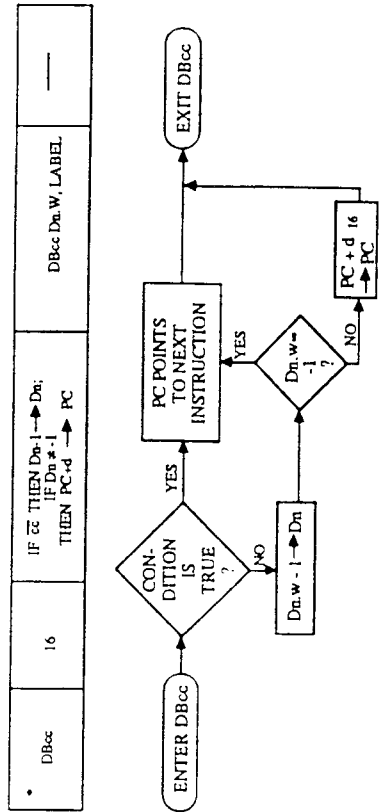 DBcc
16
IF cc THEN Dn-1 → Dn;
IF Dn ≠ -1
THEN PC+d → PC
DBcc Dn.W, LABEL
—
ENTER DBcc
CON-
DITION
IS
TRUE
?
YES
NO
PC POINTS
TO NEXT
INSTRUCTION
Dn.w - 1 → Dn
Dn.w=
-1
?
YES
NO
PC + d 16
→ PC
EXIT DBcc